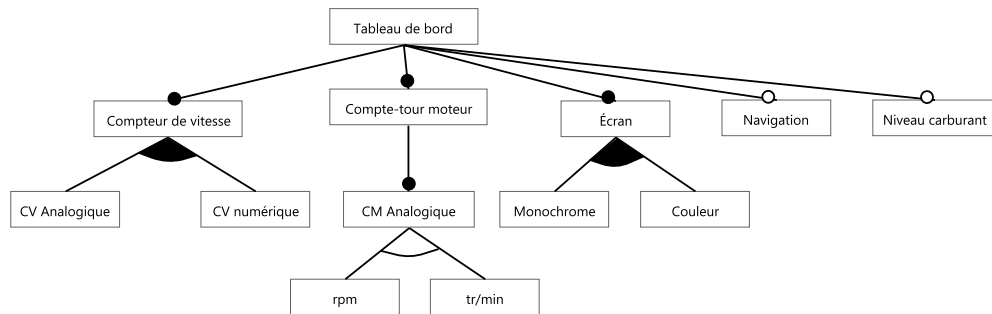 Tableau de bord
Compteur de vitesse
Compte-tour moteur
Écran
Navigation
Niveau carburant
CV Analogique
CV numérique
CM Analogique
Monochrome
Couleur
rpm
tr/min